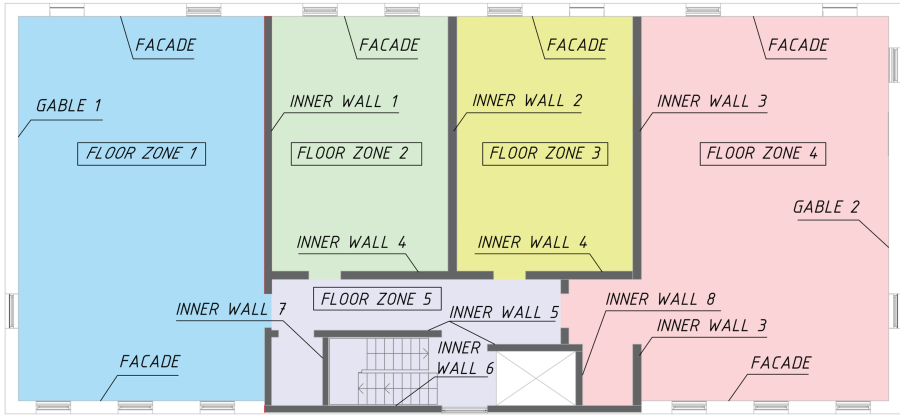 FACADE
FACADE
FACADE
FACADE
GABLE 1
INNER WALL 1
INNER WALL 2
INNER WALL 3
FLOOR ZONE 1
FLOOR ZONE 2
FLOOR ZONE 3
FLOOR ZONE 4
GABLE 2
INNER WALL 4
INNER WALL 4
FLOOR ZONE 5
INNER WALL 7
INNER WALL 5
INNER WALL 8
INNER WALL 3
INNER
WALL 6
FACADE
FACADE